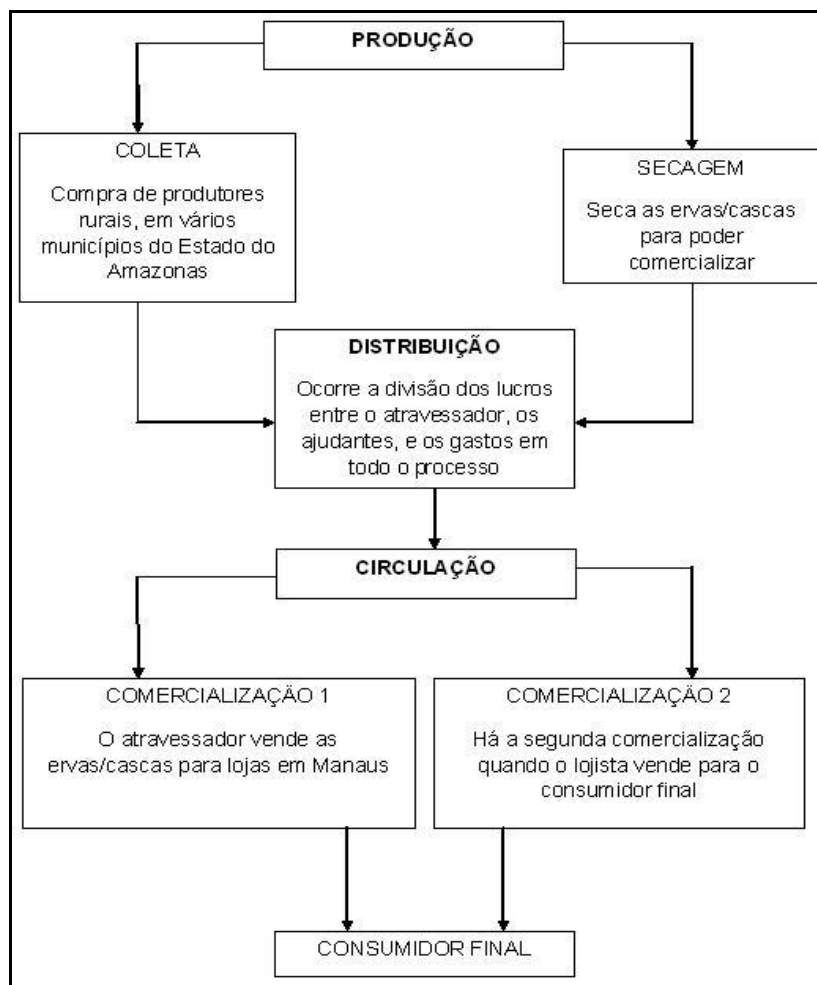 PRODUÇÃO
COLETA
Compra de produtores
rurais, em vários
municípios do Estado do
Amazonas
SECAGEM
Seca as ervas/cascas
para poder
comercializar
DISTRIBUIÇÃO
Ocorre a divisão dos lucros
entre o atravessador, os
ajudantes, e os gastos em
todo o processo
CIRCULAÇÃO
COMERCIALIZAÇÃO 1
O atravessador vende as
ervas/cascas para lojas em Manaus
COMERCIALIZAÇÃO 2
Há a segunda comercialização
quando o lojista vende para o
consumidor final
CONSUMIDOR FINAL